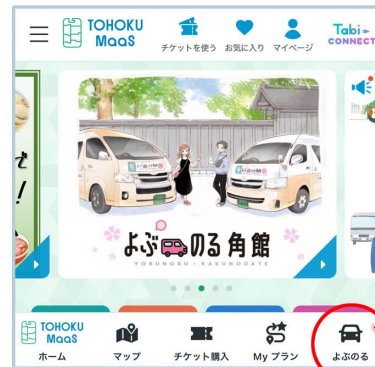 TOHOKU
MaaS
チケットを使う お気に入り マイページ
Tabi-
CONNECT
で
!
よぶのる 角館
YOBUNORU・KAKUNODATE
TOHOKU
MaaS
ホーム マップ チケット購入 My プラン よぶのる